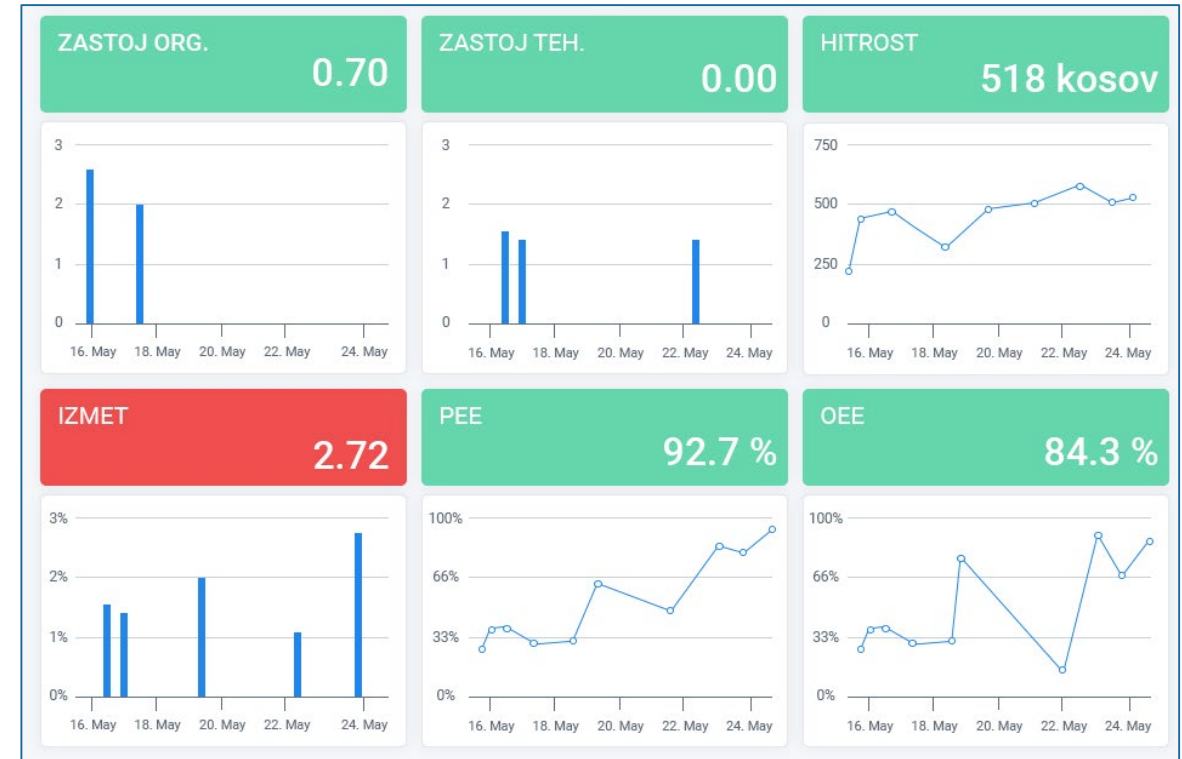 ZASTOJ ORG.
0.70
ZASTOJ TEH.
0.00
HITROST
518 kosov
3
2
1
0
16. May 18. May 20. May 22. May 24. May
3
2
1
0
16. May 18. May 20. May 22. May 24. May
750
500
250
0
16. May 18. May 20. May 22. May 24. May
IZMET
2.72
PEE
92.7 %
OEE
84.3 %
3%
2%
1%
0%
16. May 18. May 20. May 22. May 24. May
100%
66%
33%
0%
16. May 18. May 20. May 22. May 24. May
100%
66%
33%
0%
16. May 18. May 20. May 22. May 24. May